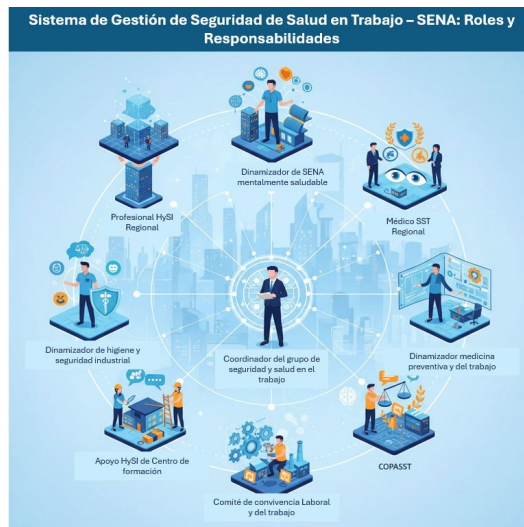 Sistema de Gestión de Seguridad de Salud en Trabajo – SENA: Roles y
Responsabilidades
Dinamizador de SENA
mentalmente saludable
Profesional HySI
Regional
Médico SST
Regional
Dinamizador de higiene y
seguridad industrial
Coordinador del grupo de
seguridad y salud en el
trabajo
Dinamizador medicina
preventiva y del trabajo
Apoyo HySI de Centro de
formación
COPASST
Comité de convivencia Laboral
y del trabajo